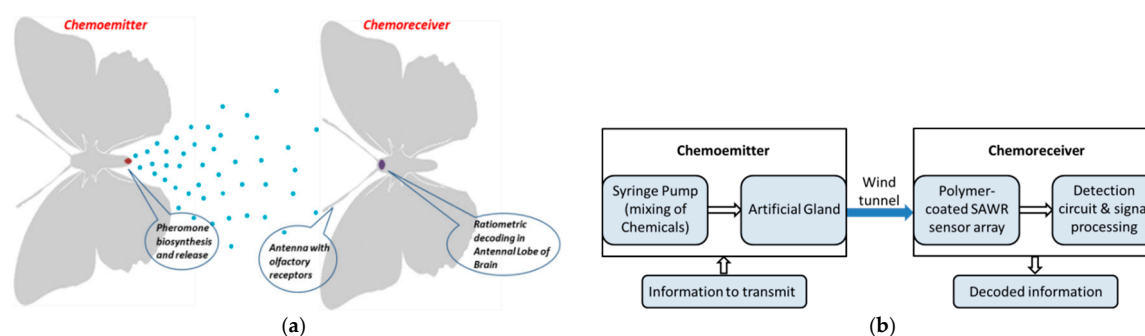 Chemoemitter
Chemoreceiver
Pheromone
biosynthesis
and release
Antenna with
olfactory
receptors
Ratiometric
decoding in
Antennal Lobe of
Brain
(a)
Chemoemitter
Syringe Pump
(mixing of
Chemicals)
Artificial Gland
Information to transmit
Wind
tunnel
Chemoreceiver
Polymer-
coated SAWR
sensor array
Detection
circuit & signal
processing
Decoded information
(b)